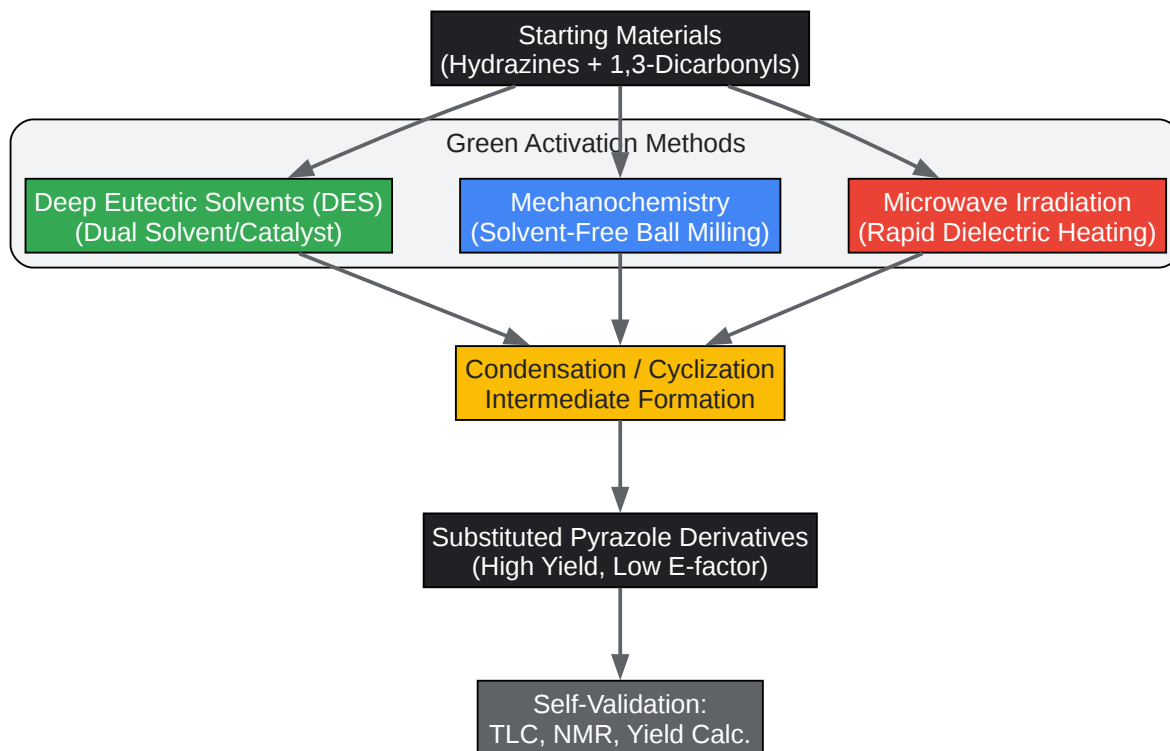 Starting Materials
(Hydrazines + 1,3-Dicarbonyls)
Green Activation Methods
Deep Eutectic Solvents (DES)
(Dual Solvent/Catalyst)
Mechanochemistry
(Solvent-Free Ball Milling)
Microwave Irradiation
(Rapid Dielectric Heating)
Condensation / Cyclization
Intermediate Formation
Substituted Pyrazole Derivatives
(High Yield, Low E-factor)
Self-Validation:
TLC, NMR, Yield Calc.